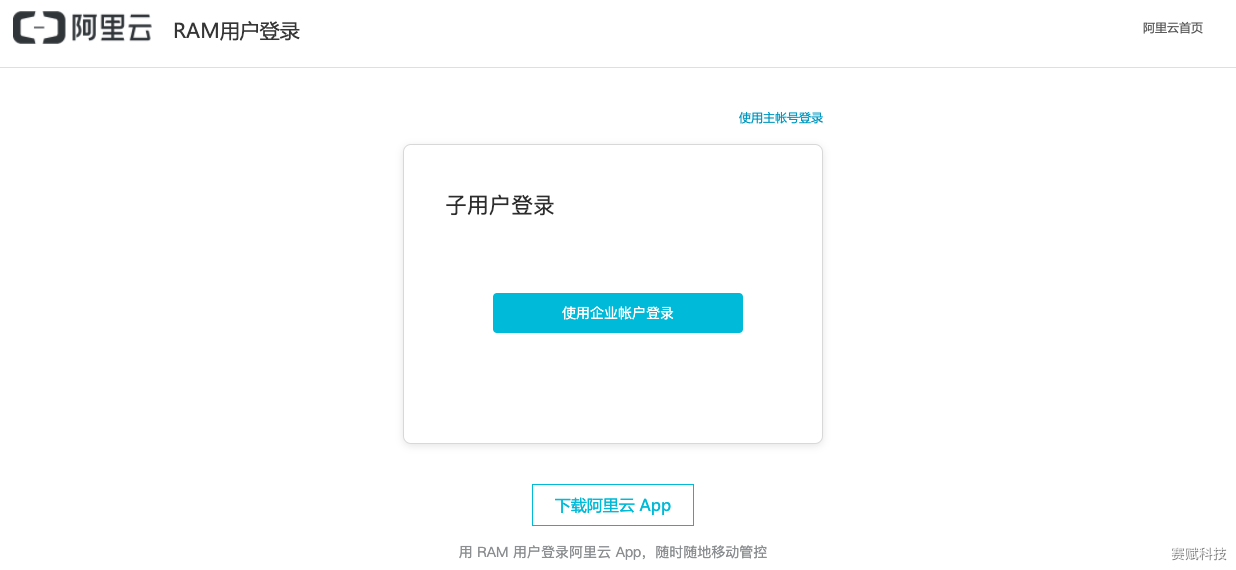 阿里云 RAM用户登录 阿里云首页
使用主帐号登录
子用户登录
使用企业帐户登录
下载阿里云 App
用 RAM 用户登录阿里云 App，随时随地移动管控
赛赋科技